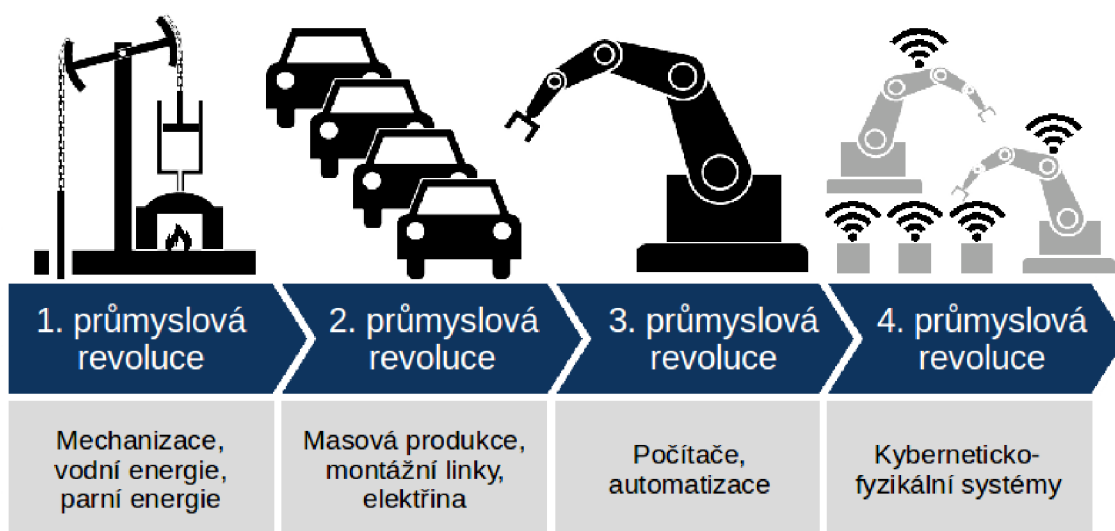 1. průmyslová
revoluce
2. průmyslová
revoluce
3. průmyslová
revoluce
4. průmyslová
revoluce
Mechanizace,
vodní energie,
parní energie
Masová produkce,
montážní linky,
elektřina
Počítače,
automatizace
Kyberneticko-
fyzikální systémy